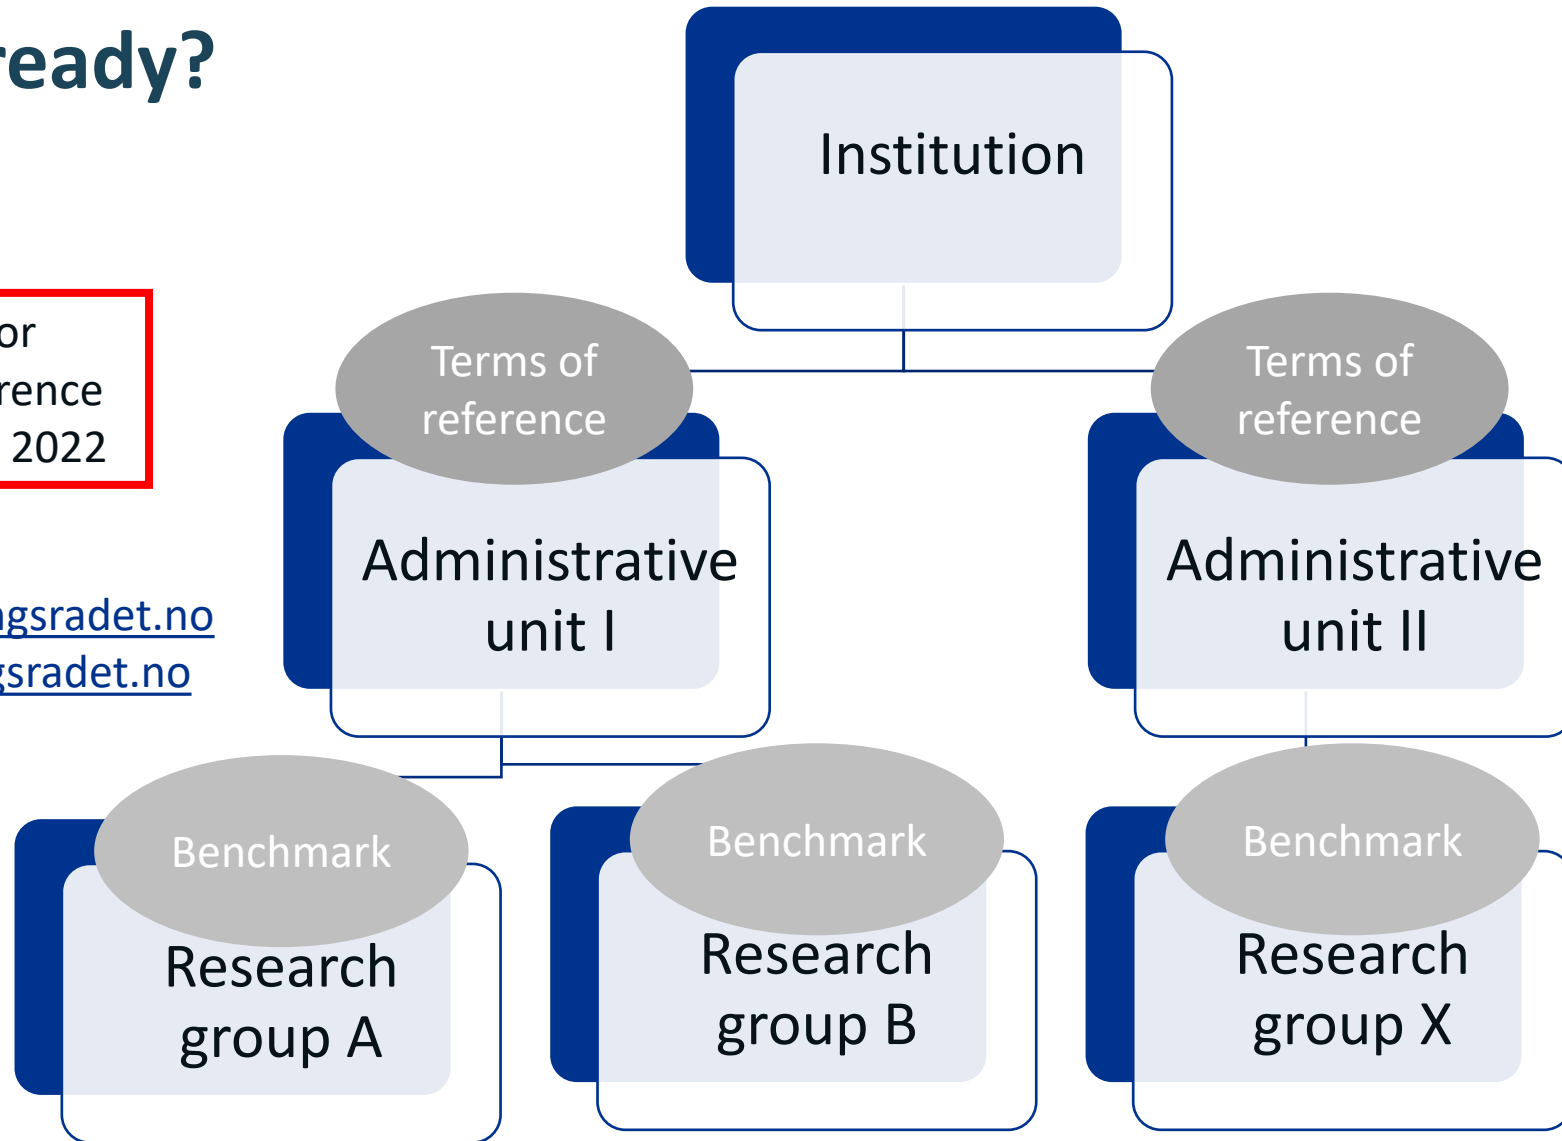 ready?
Institution
or
rence
2022
Terms of
reference
Terms of
reference
Administrative
unit I
Administrative
unit II
ngsradet.no
gsradet.no
Benchmark
Benchmark
Benchmark
Research
group A
Research
group B
Research
group X